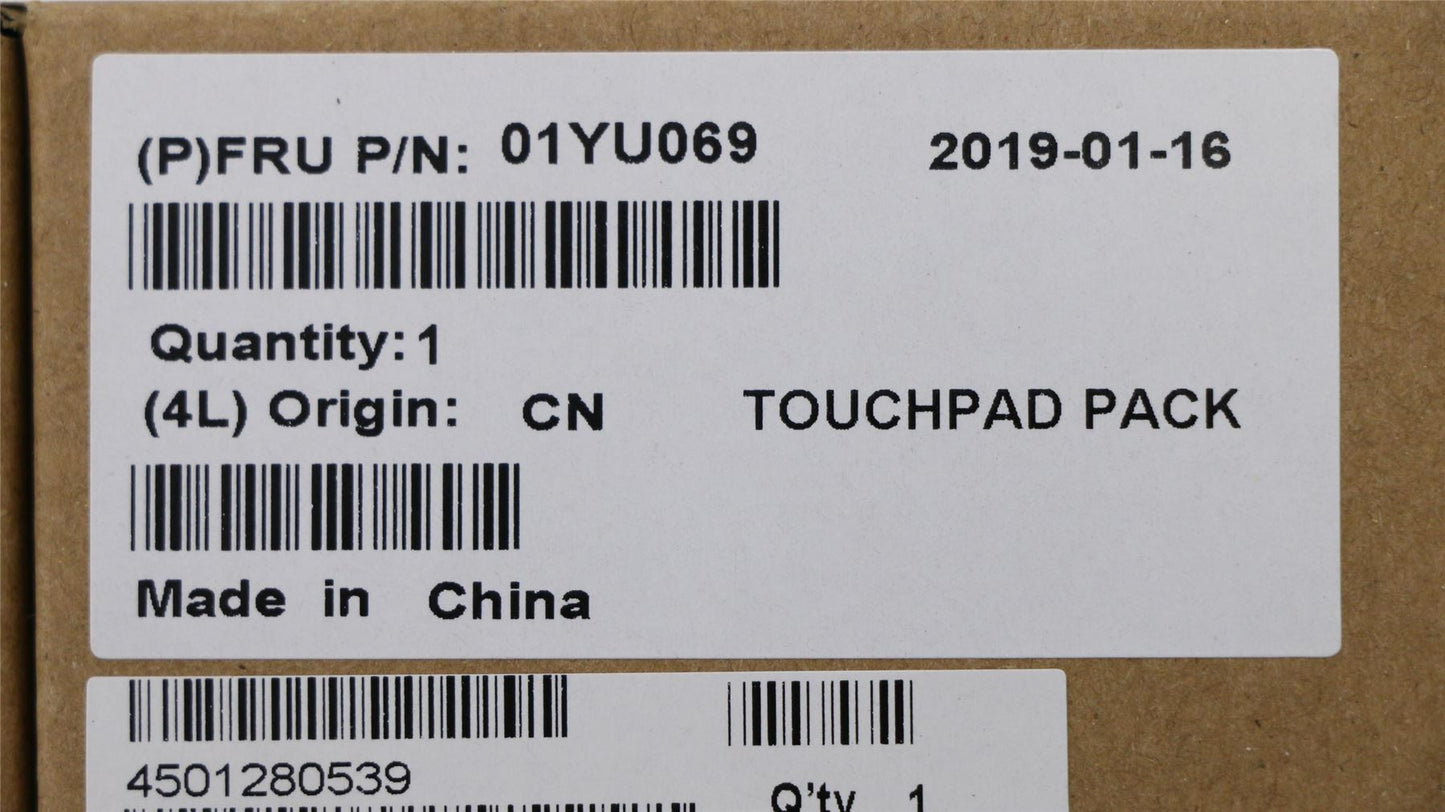 (P)FRU P/N: 01YU069 2019-01-16
Quantity: 1
(4L) Origin: CN TOUCHPAD PACK
Made in China
4501280539
Q'ty 1